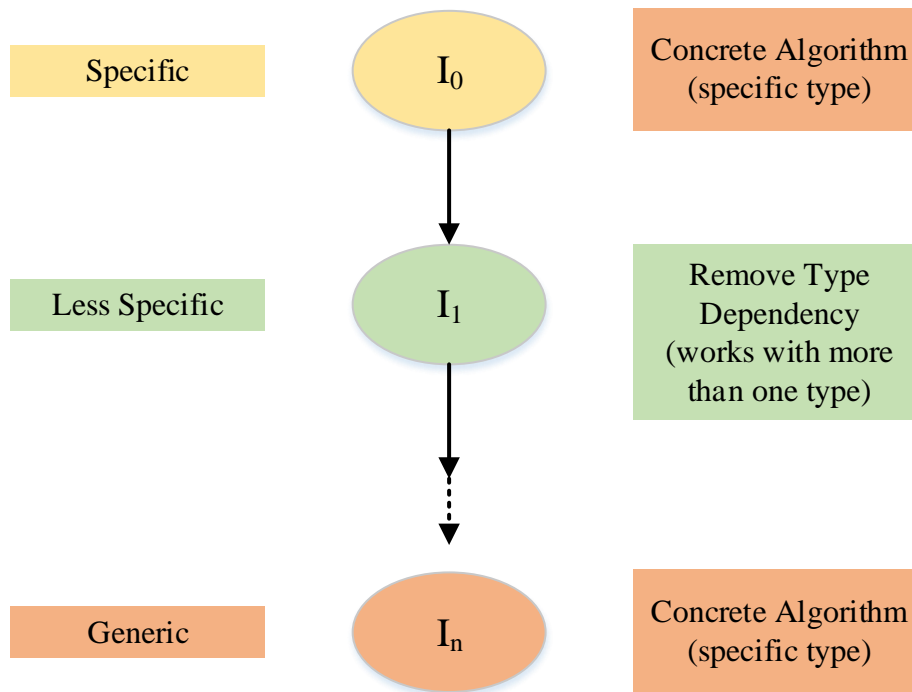 Specific
I₀
Concrete Algorithm
(specific type)
Less Specific
I₁
Remove Type
Dependency
(works with more
than one type)
Generic
Iₙ
Concrete Algorithm
(specific type)